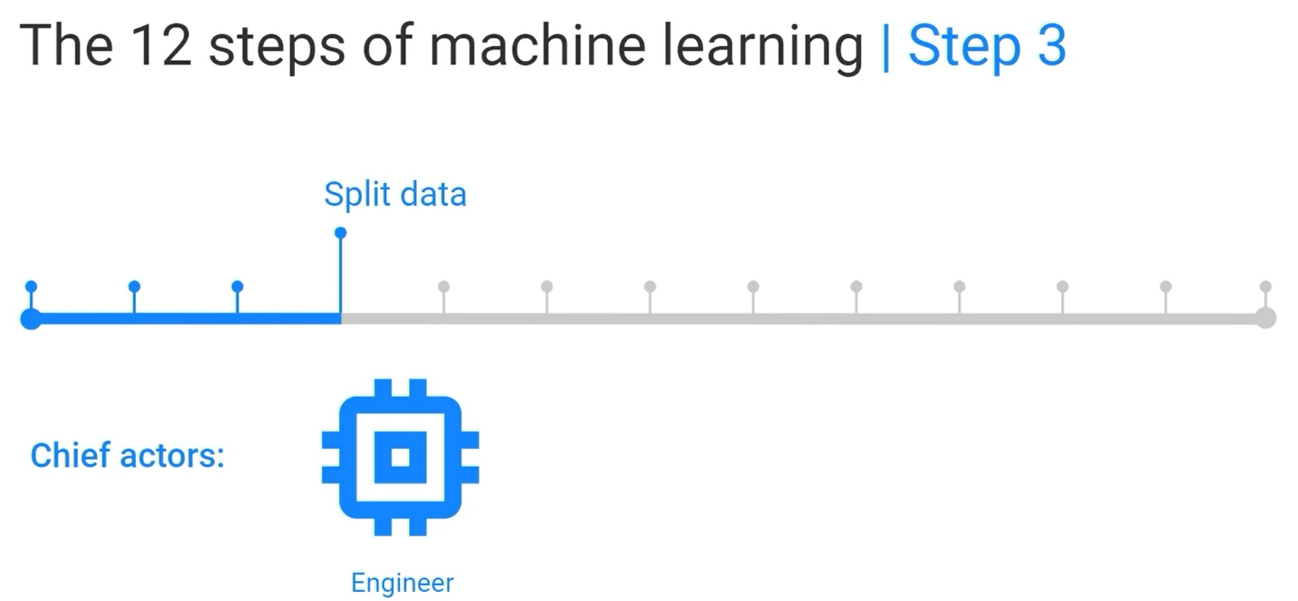 The 12 steps of machine learning | Step 3
Split data
Chief actors:
Engineer